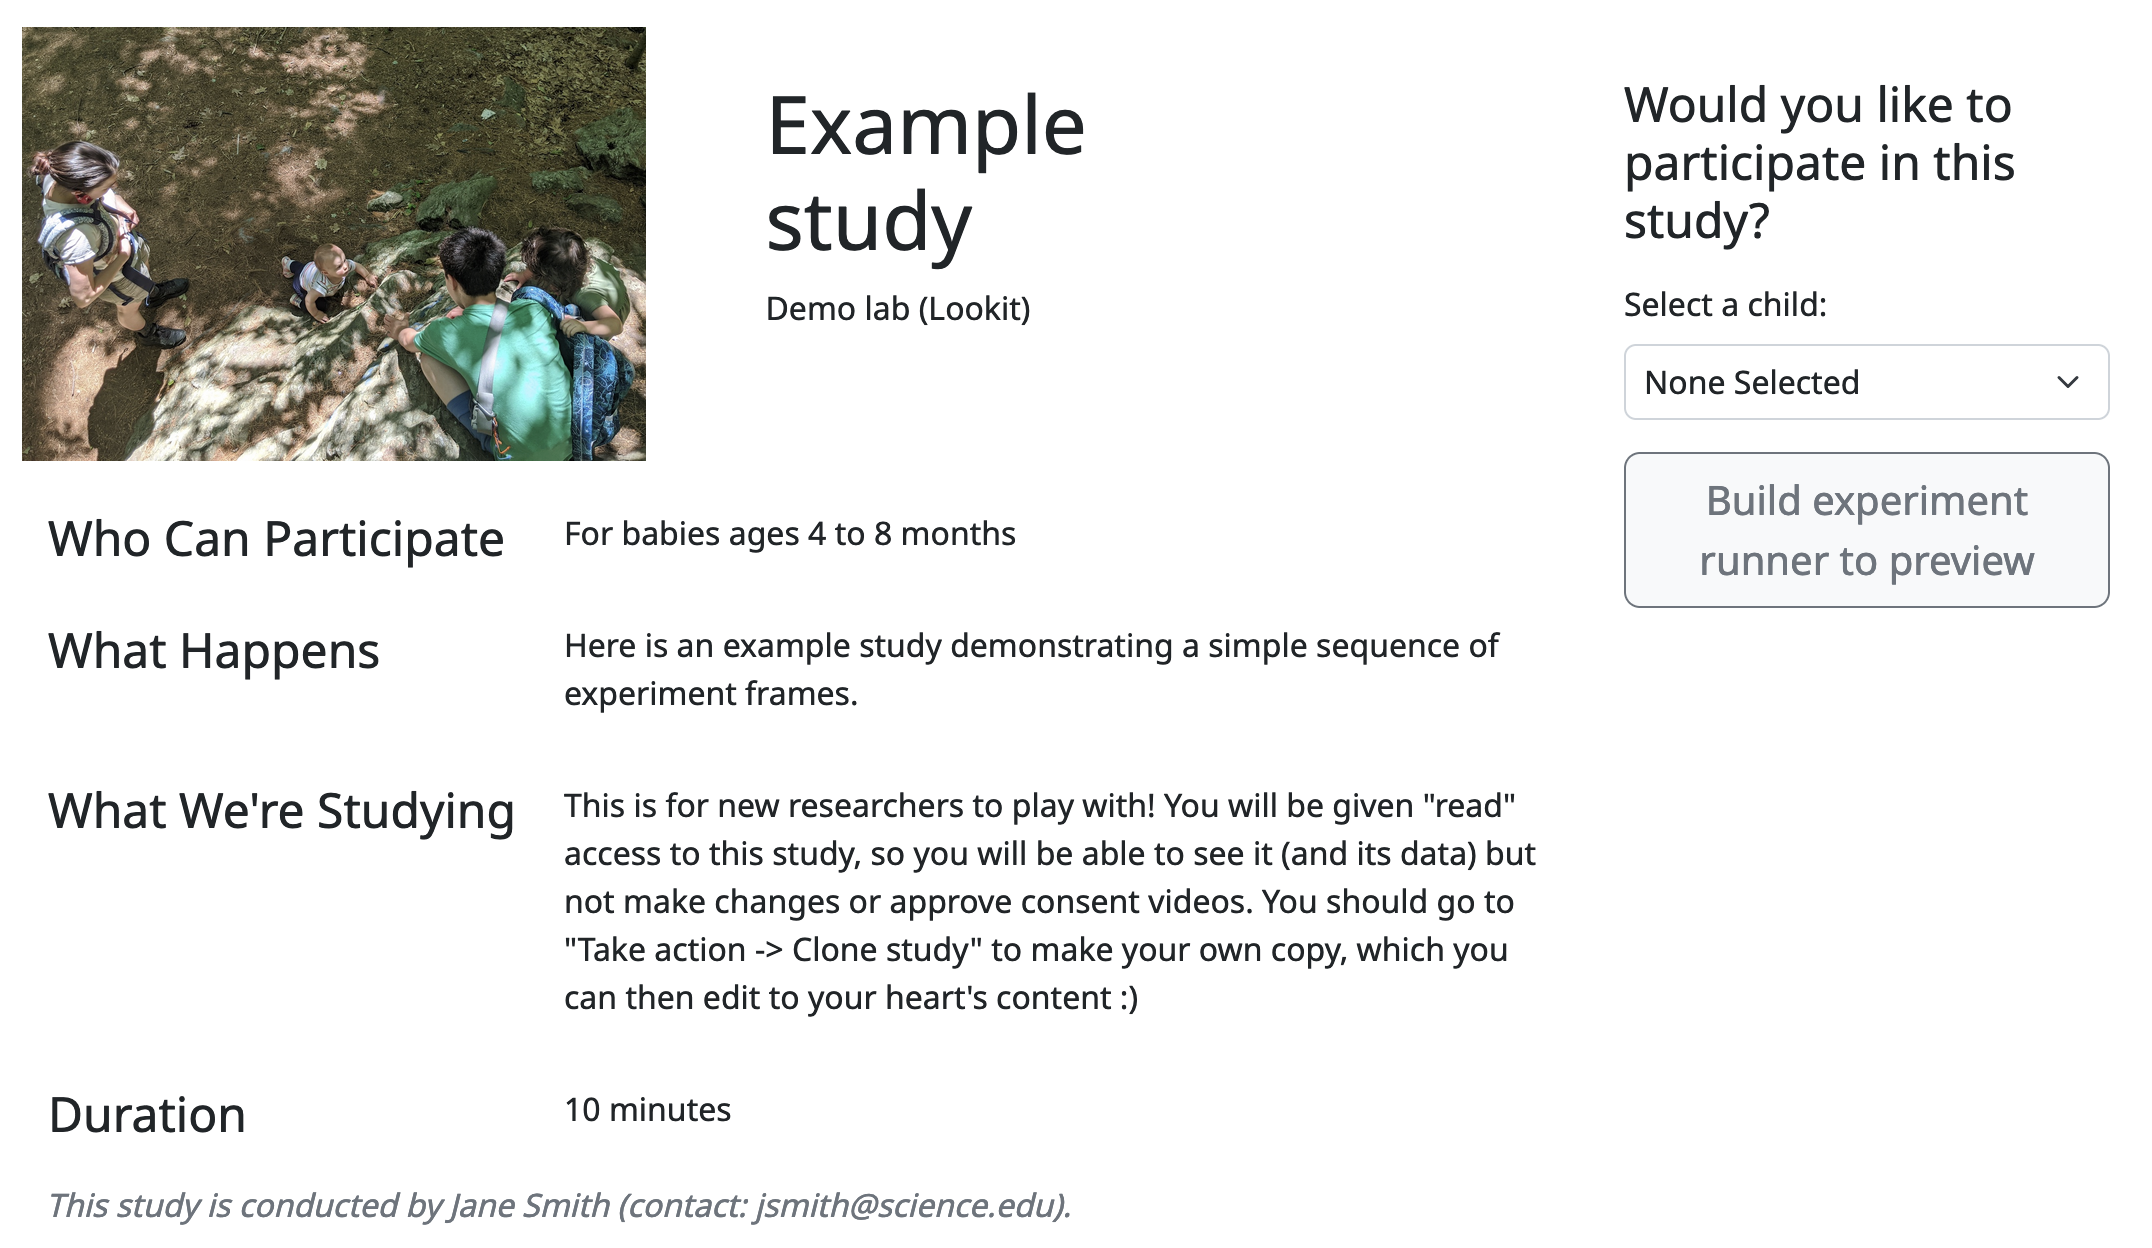 Example
study
Demo lab (Lookit)
Would you like to
participate in this
study?
Select a child:
None Selected
Build experiment
runner to preview
Who Can Participate
For babies ages 4 to 8 months
What Happens
Here is an example study demonstrating a simple sequence of
experiment frames.
What We're Studying
This is for new researchers to play with! You will be given "read"
access to this study, so you will be able to see it (and its data) but
not make changes or approve consent videos. You should go to
"Take action -> Clone study" to make your own copy, which you
can then edit to your heart's content :)
Duration
10 minutes
This study is conducted by Jane Smith (contact: jsmith@science.edu).